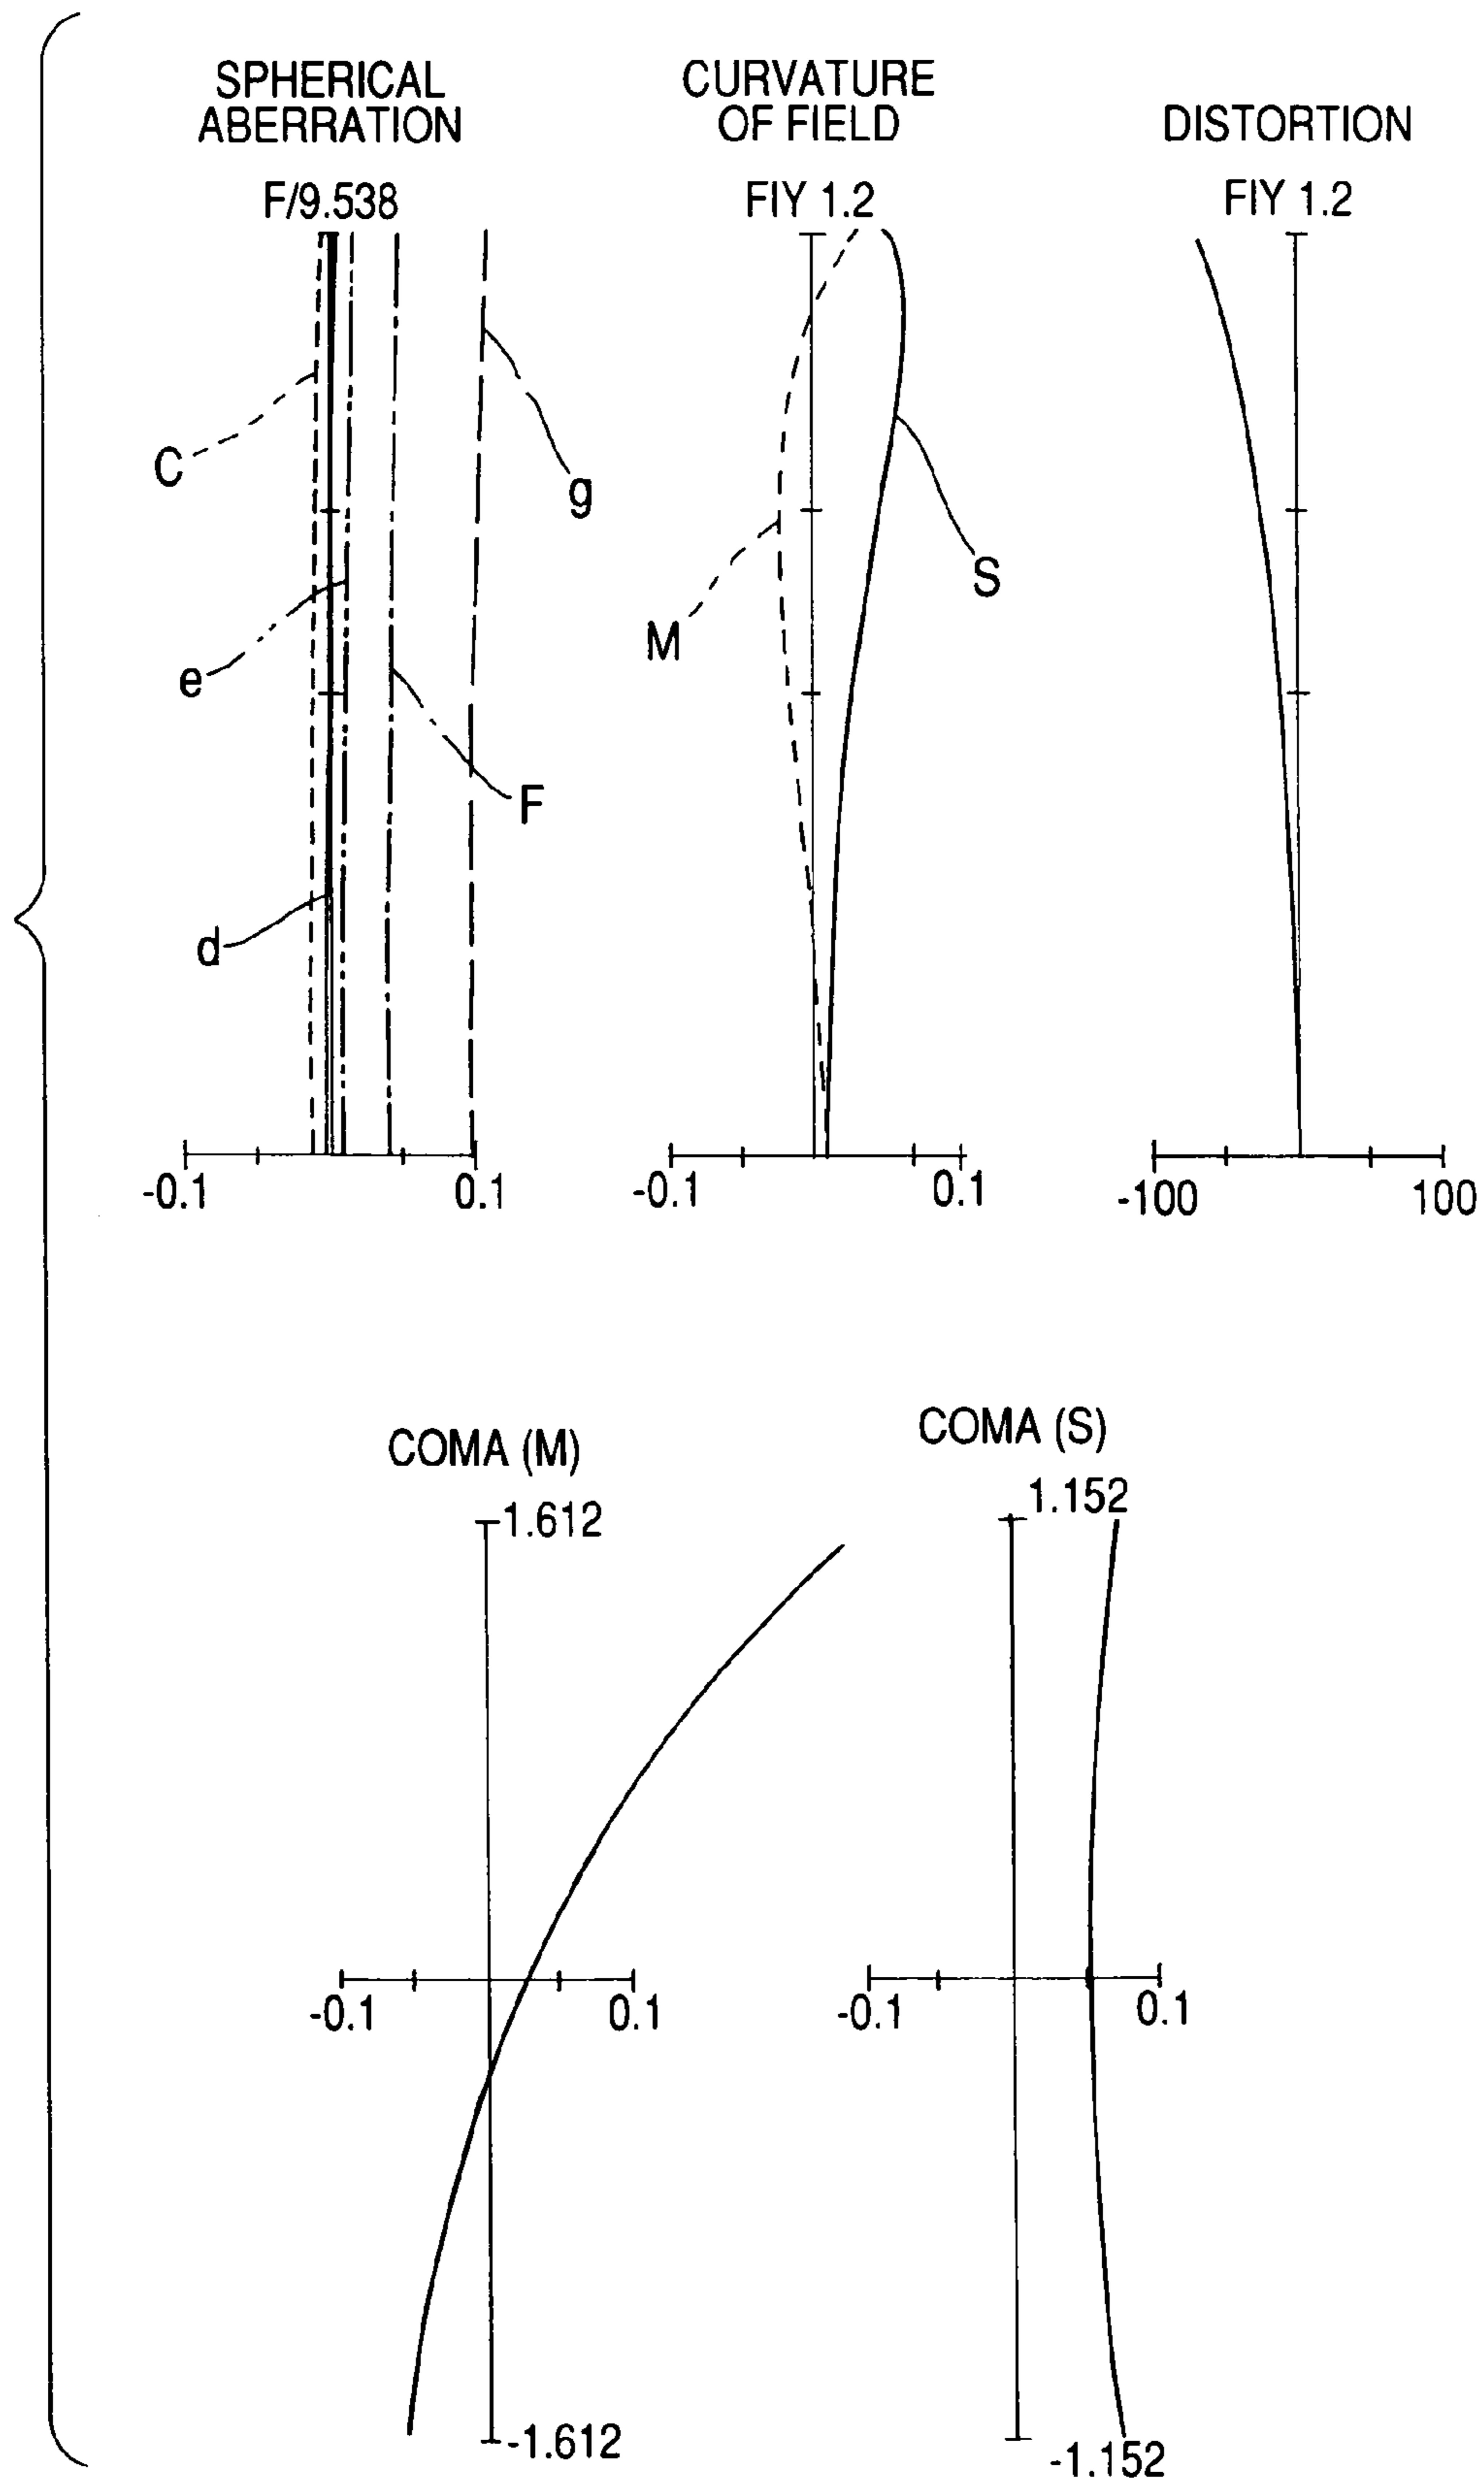 SPHERICAL
ABERRATION
F/9.538
C
e
d
g
F
-0.1
0.1
CURVATURE
OF FIELD
FIY 1.2
M
S
-0.1
0.1
DISTORTION
FIY 1.2
-100
100
COMA (M)
1.612
-0.1
0.1
-1.612
COMA (S)
1.152
-0.1
0.1
-1.152